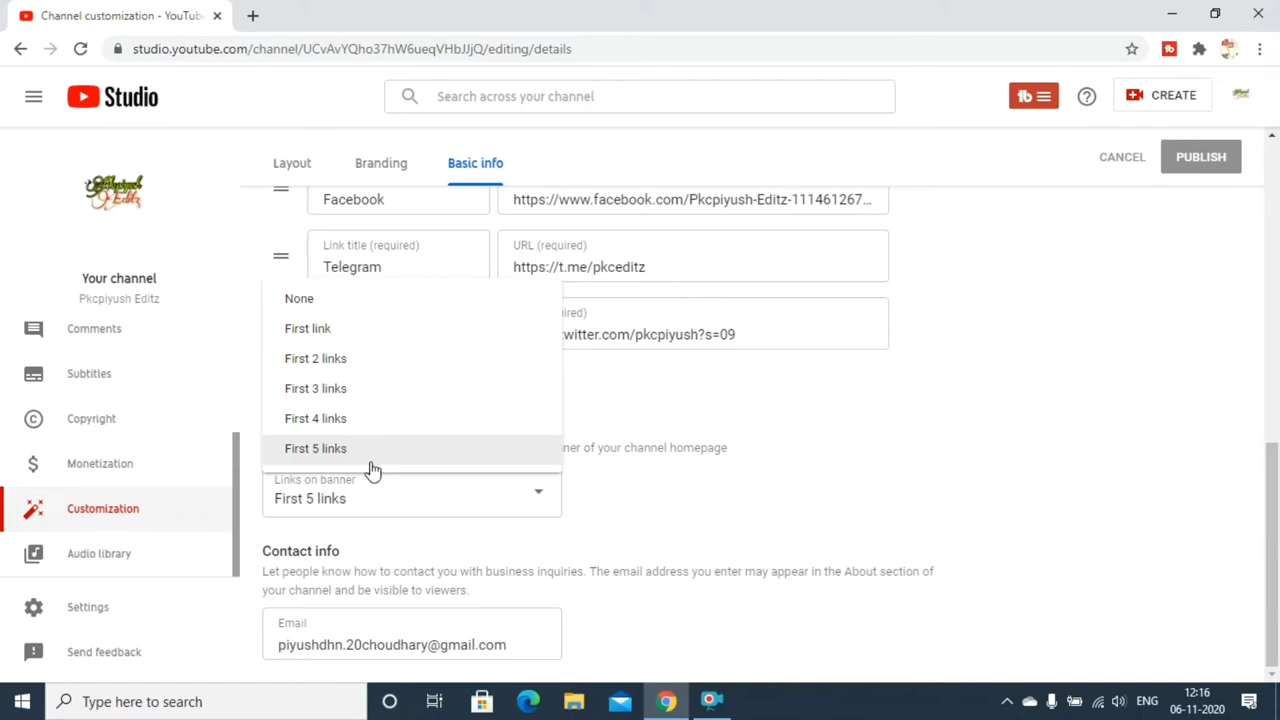 Channel customization - YouTube
studio.youtube.com/channel/UCvAvYQho37hW6ueqVHbJJjQ/editing/details
Studio
Search across your channel
tb
CREATE
Layout
Branding
Basic info
CANCEL
PUBLISH
Your channel
Pkcpiyush Editz
Comments
Subtitles
Copyright
Monetization
Customization
Audio library
Settings
Send feedback
Facebook
https://www.facebook.com/Pkcpiyush-Editz-111461267...
Link title (required)
URL (required)
Telegram
https://t.me/pkceditz
twitter.com/pkcpiyush?s=09
None
First link
First 2 links
First 3 links
First 4 links
First 5 links
of your channel homepage
Links on banner
First 5 links
Contact info
Let people know how to contact you with business inquiries. The email address you enter may appear in the About section of
your channel and be visible to viewers.
Email
piyushdhn.20choudhary@gmail.com
Type here to search
ENG
12:16
06-11-2020